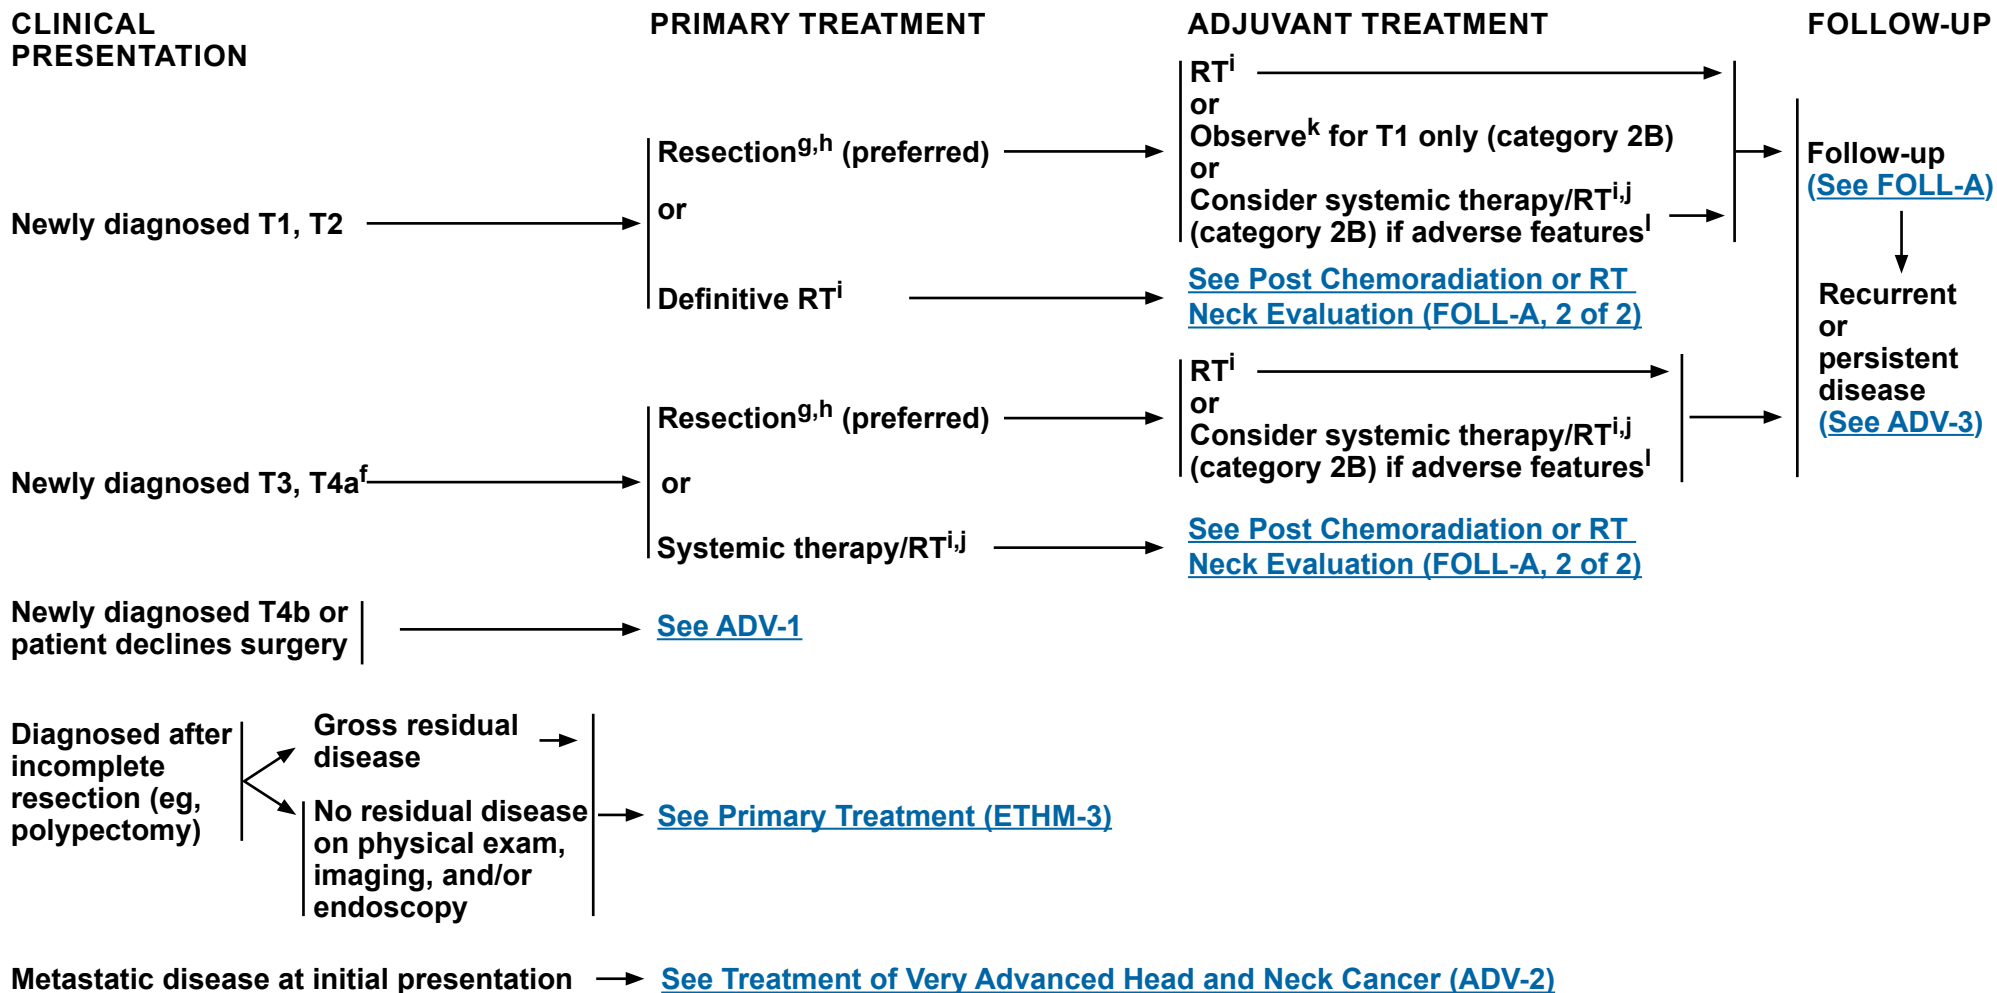 CLINICAL
PRESENTATION
PRIMARY TREATMENT
ADJUVANT TREATMENT
FOLLOW-UP
Newly diagnosed T1, T2
Resectiong,h (preferred)
or
Definitive RTi
RTi
or
Observek for T1 only (category 2B)
or
Consider systemic therapy/RTi,j
(category 2B) if adverse featuresl
See Post Chemoradiation or RT
Neck Evaluation (FOLL-A, 2 of 2)
Follow-up
(See FOLL-A)
Recurrent
or
persistent
disease
(See ADV-3)
Newly diagnosed T3, T4af
Resectiong,h (preferred)
or
Systemic therapy/RTi,j
RTi
or
Consider systemic therapy/RTi,j
(category 2B) if adverse featuresl
See Post Chemoradiation or RT
Neck Evaluation (FOLL-A, 2 of 2)
Newly diagnosed T4b or
patient declines surgery
See ADV-1
Diagnosed after
incomplete
resection (eg,
polypectomy)
Gross residual
disease
No residual disease
on physical exam,
imaging, and/or
endoscopy
See Primary Treatment (ETHM-3)
Metastatic disease at initial presentation
See Treatment of Very Advanced Head and Neck Cancer (ADV-2)